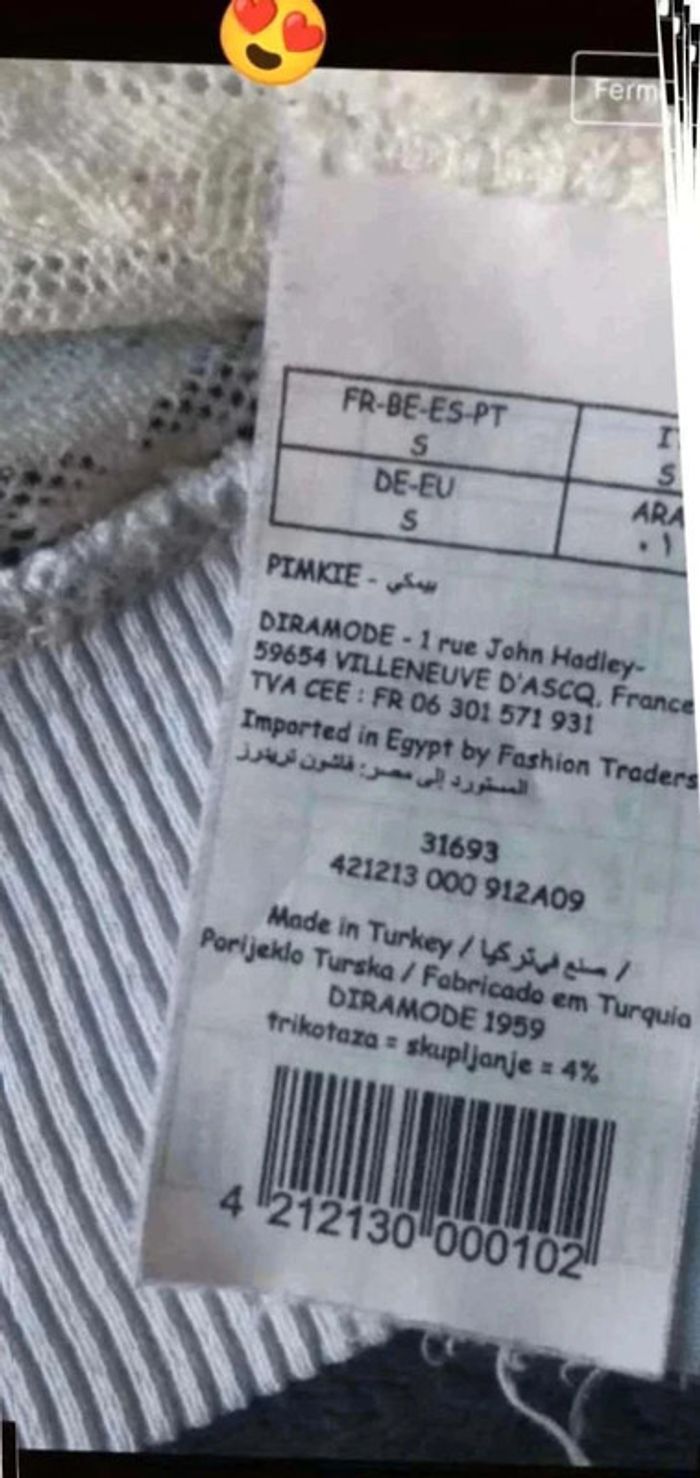 Ferm
FR-BE-ES-PT
S
I
S
DE-EU
S
ARA
٠١
PIMKIE - بيمكي
DIRAMODE - 1 rue John Hadley-
59654 VILLENEUVE D'ASCQ, France
TVA CEE : FR 06 301 571 931
Imported in Egypt by Fashion Traders
المستورد إلى مصر: فاشون تريدرز
31693
421213 000 912A09
Made in Turkey / صنع في تركيا /
Porijeklo Turska / Fabricado em Turquia
DIRAMODE 1959
trikotaza = skupljanje = 4%
4 212130 000102